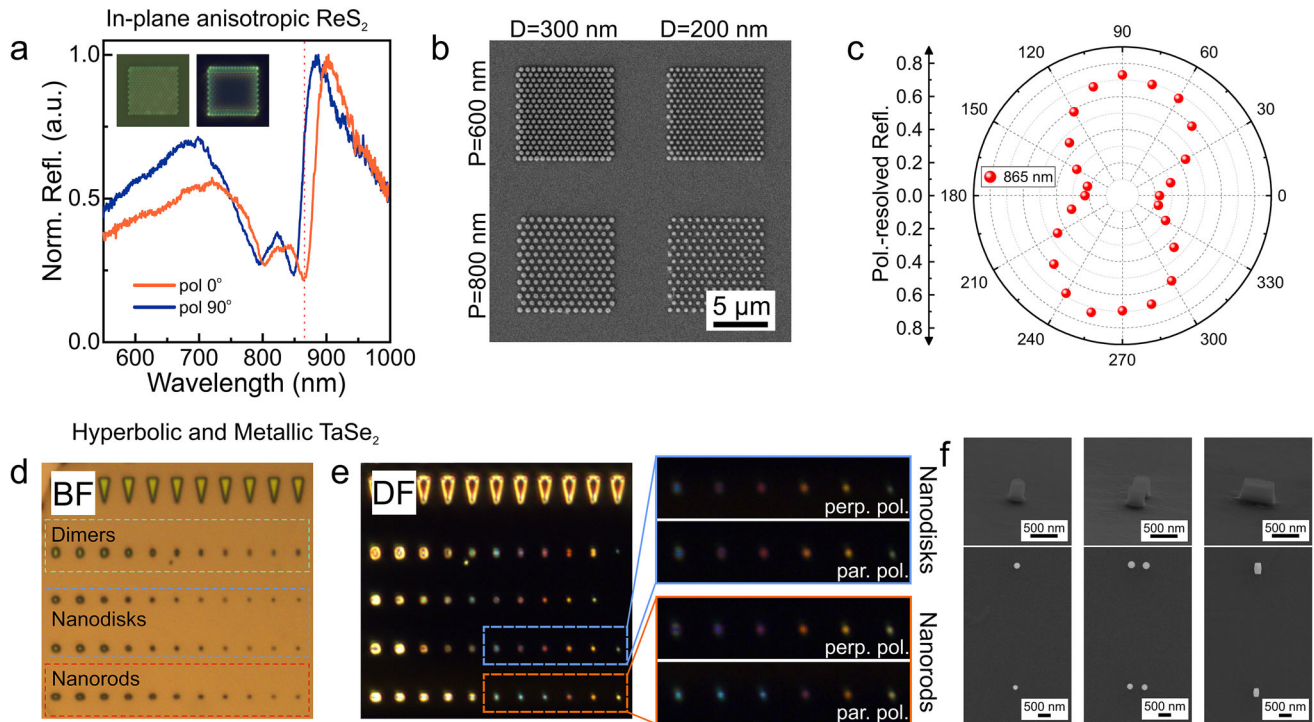 In-plane anisotropic ReS₂
a
Norm. Refl. (a.u.)
1.0
0.5
0.0
pol 0°
pol 90°
600 700 800 900 1000
Wavelength (nm)
b
D=300 nm D=200 nm
P=600 nm
P=800 nm
5 µm
c
Pol.-resolved Refl.
0.8
0.6
0.4
0.2
0.0
0.2
0.4
0.6
0.8
865 nm
90
60
30
0
330
300
270
240
210
180
150
Hyperbolic and Metallic TaSe₂
d
BF
Dimers
Nanodisks
Nanorods
e
DF
perp. pol.
par. pol.
Nanodisks
perp. pol.
par. pol.
Nanorods
f
500 nm
500 nm
500 nm
500 nm
500 nm
500 nm